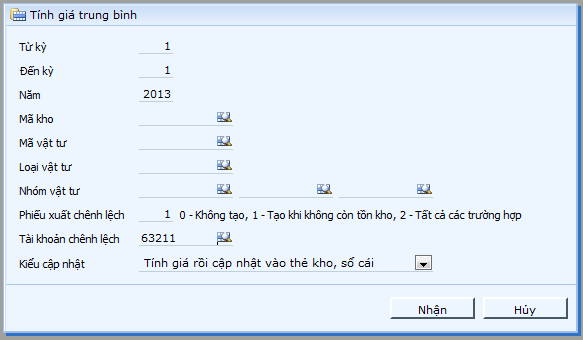 Tính giá trung bình
Từ kỳ 1
Đến kỳ 1
Năm 2013
Mã kho
Mã vật tư
Loại vật tư
Nhóm vật tư
Phiếu xuất chênh lệch 1 0 - Không tạo, 1 - Tạo khi không còn tồn kho, 2 - Tất cả các trường hợp
Tài khoản chênh lệch 63211
Kiểu cập nhật Tính giá rồi cập nhật vào thẻ kho, sổ cái
Nhận Hủy